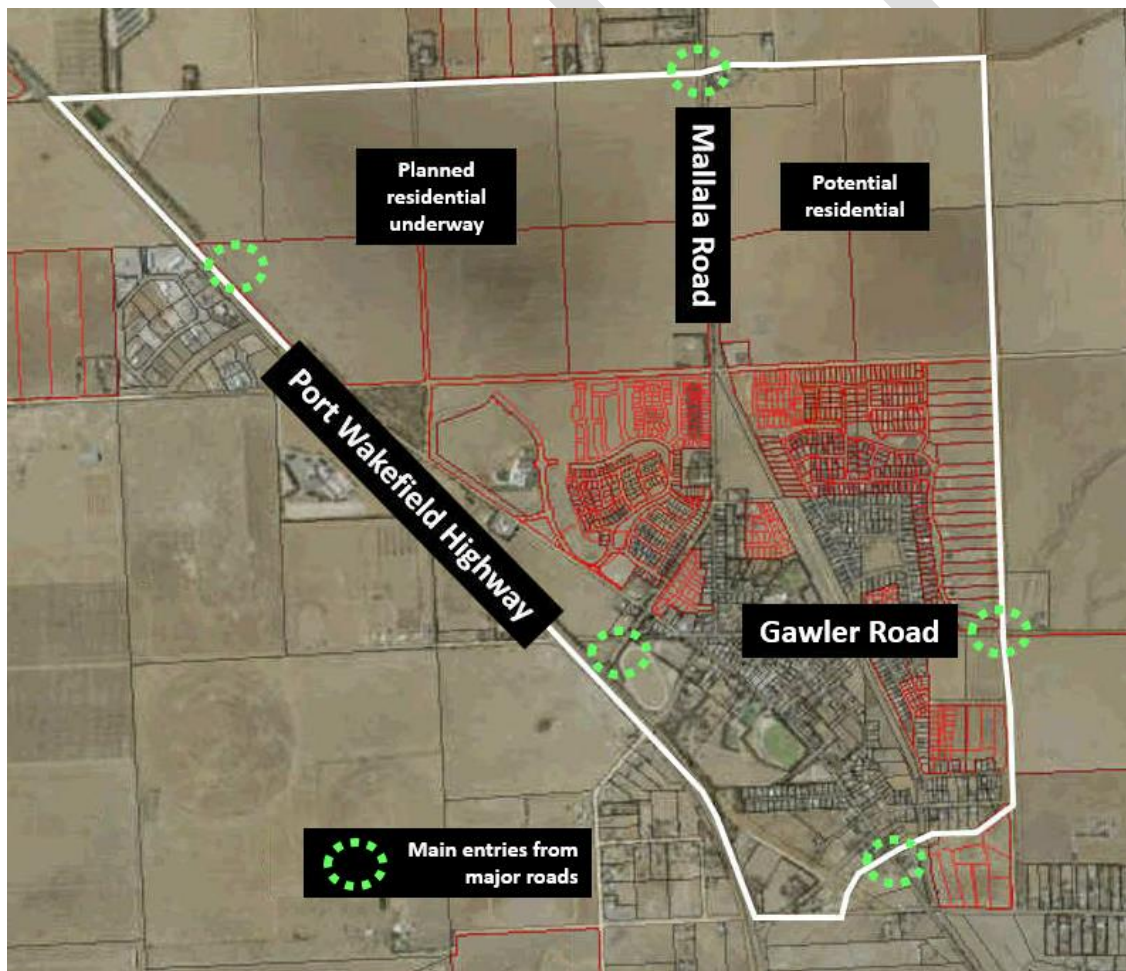 Planned
residential
underway
Mallala Road
Potential
residential
Port Wakefield Highway
Gawler Road
Main entries from
major roads